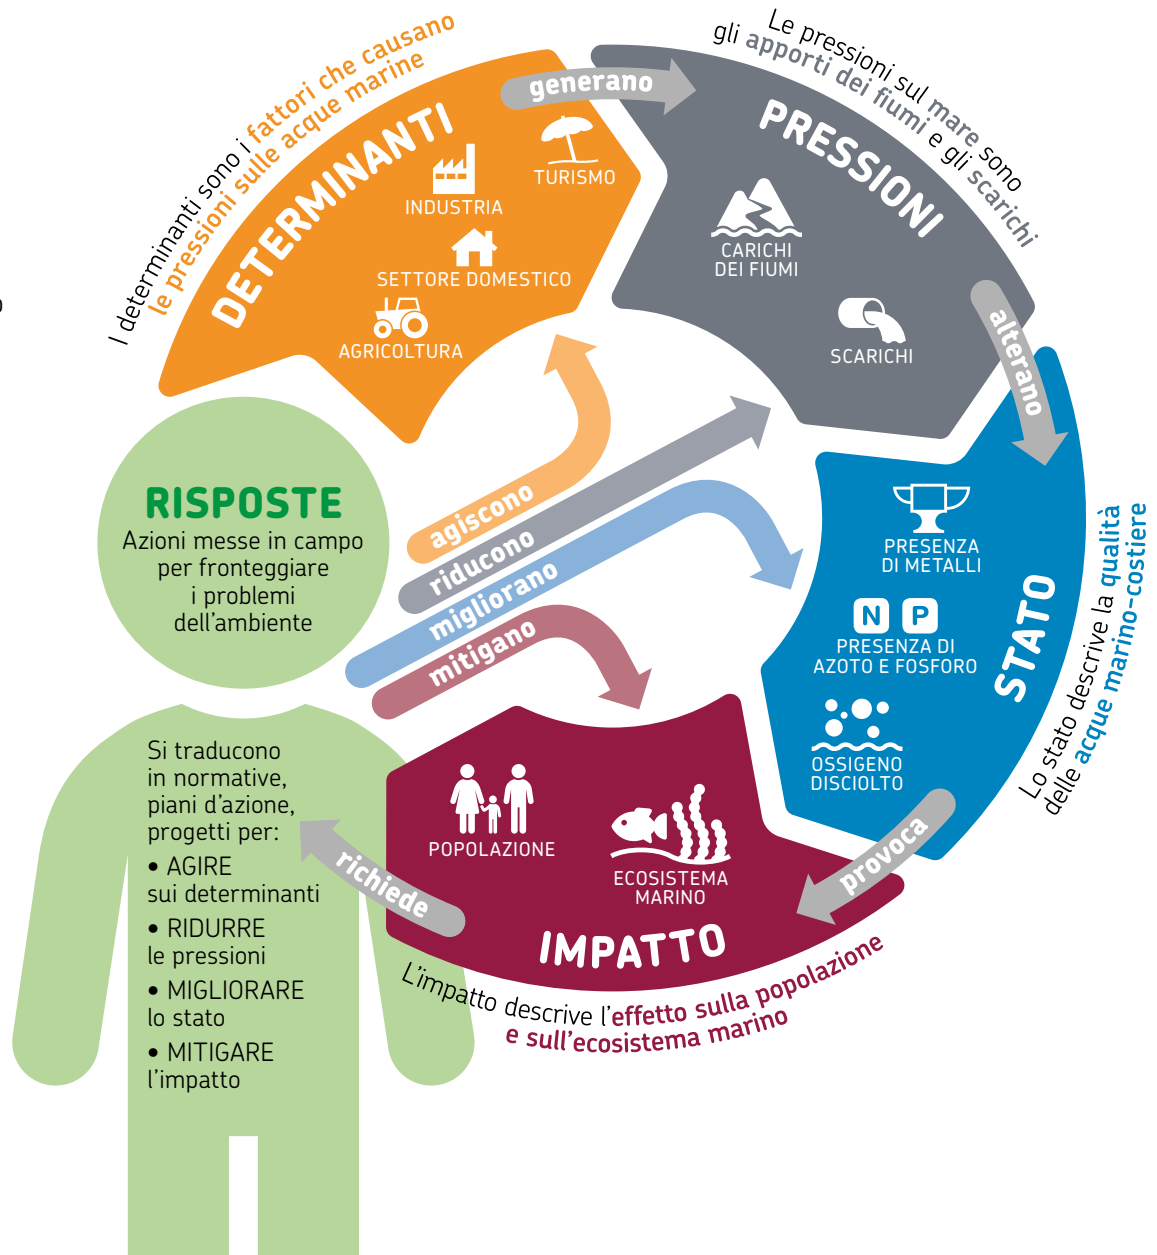 I determinanti sono i fattori che causano
le pressioni sulle acque marine
DETERMINANTI
TURISMO
INDUSTRIA
SETTORE DOMESTICO
AGRICOLTURA
generano
Le pressioni sul mare sono
gli apporti dei fiumi e gli scarichi
PRESSIONI
CARICHI
DEI FIUMI
SCARICHI
alterano
STATO
PRESENZA
DI METALLI
N P
PRESENZA DI
AZOTO E FOSFORO
OSSIGENO
DISCIOLTO
Lo stato descrive la qualità
delle acque marino-costiere
provoca
IMPATTO
POPOLAZIONE
ECOSISTEMA
MARINO
L'impatto descrive l'effetto sulla popolazione
e sull'ecosistema marino
richiede
RISPOSTE
Azioni messe in campo
per fronteggiare
i problemi
dell'ambiente
agiscono
riducono
migliorano
mitigano
Si traducono
in normative,
piani d'azione,
progetti per:
• AGIRE
sui determinanti
• RIDURRE
le pressioni
• MIGLIORARE
lo stato
• MITIGARE
l'impatto